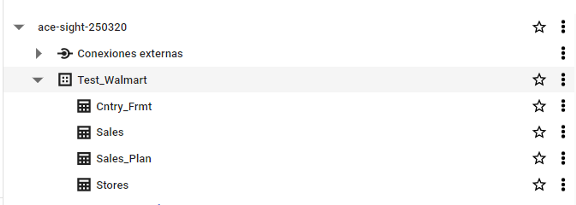 ace-sight-250320
Conexiones externas
Test_Walmart
Cntry_Frmt
Sales
Sales_Plan
Stores